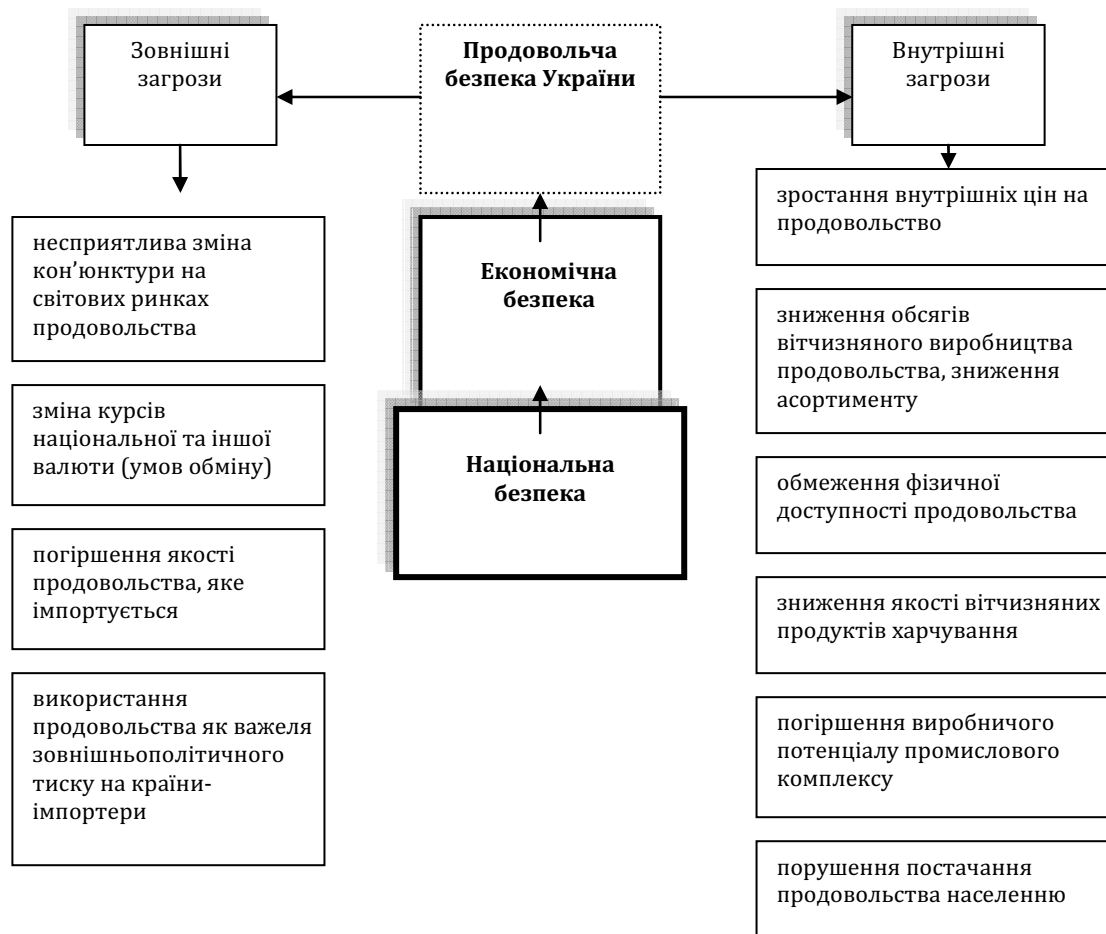 Зовнішні
загрози
Продовольча
безпека України
Внутрішні
загрози
несприятлива зміна
кон’юнктури на
світових ринках
продовольства
зміна курсів
національної та іншої
валюти (умов обміну)
погіршення якості
продовольства, яке
імпортується
використання
продовольства як важеля
зовнішньополітичного
тиску на країни-
імпортери
Економічна
безпека
Національна
безпека
зростання внутрішніх цін на
продовольство
зниження обсягів
вітчизняного виробництва
продовольства, зниження
асортименту
обмеження фізичної
доступності продовольства
зниження якості вітчизняних
продуктів харчування
погіршення виробничого
потенціалу промислового
комплексу
порушення постачання
продовольства населенню